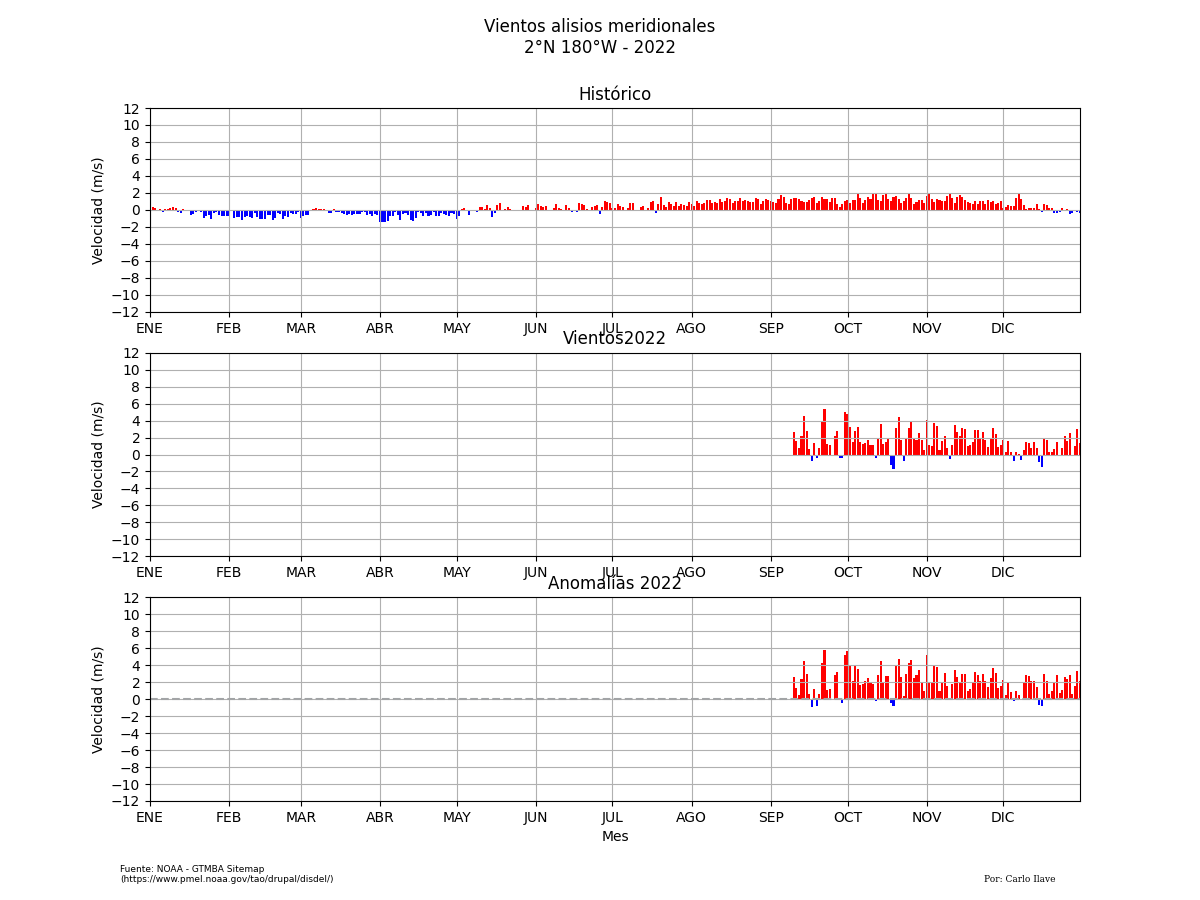 Vientos alisios meridionales
2°N 180°W - 2022
Histórico
12
10
8
6
4
2
0
−2
−4
−6
−8
−10
−12
Velocidad (m/s)
ENE FEB MAR ABR MAY JUN JUL AGO SEP OCT NOV DIC
Vientos2022
12
10
8
6
4
2
0
−2
−4
−6
−8
−10
−12
Velocidad (m/s)
ENE FEB MAR ABR MAY JUN JUL AGO SEP OCT NOV DIC
Anomalías 2022
12
10
8
6
4
2
0
−2
−4
−6
−8
−10
−12
Velocidad (m/s)
ENE FEB MAR ABR MAY JUN JUL AGO SEP OCT NOV DIC
Mes
Fuente: NOAA - GTMBA Sitemap
(https://www.pmel.noaa.gov/tao/drupal/disdel/)
Por: Carlo Ilave